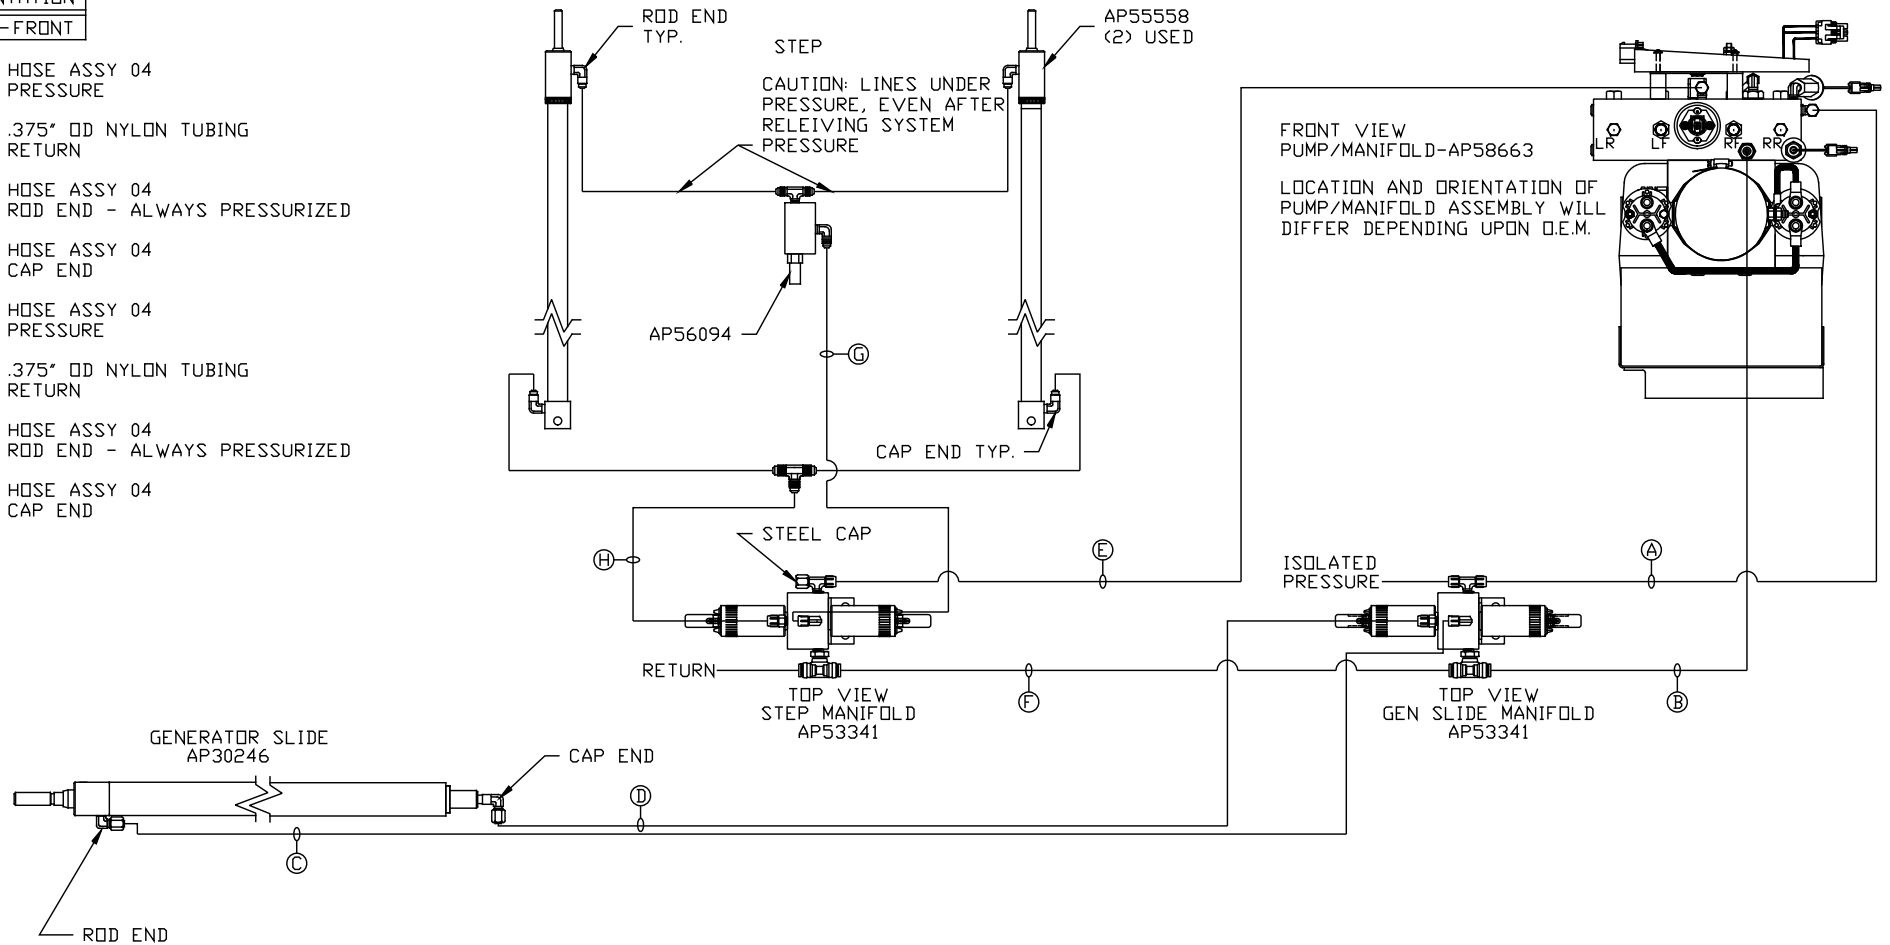 -FRONT
HOSE ASSY 04
PRESSURE
.375" OD NYLON TUBING
RETURN
HOSE ASSY 04
ROD END - ALWAYS PRESSURIZED
HOSE ASSY 04
CAP END
HOSE ASSY 04
PRESSURE
.375" OD NYLON TUBING
RETURN
HOSE ASSY 04
ROD END - ALWAYS PRESSURIZED
HOSE ASSY 04
CAP END
ROD END
TYP.
STEP
CAUTION: LINES UNDER
PRESSURE, EVEN AFTER
RELEIVING SYSTEM
PRESSURE
AP55558
(2) USED
AP56094
G
CAP END TYP.
FRONT VIEW
PUMP/MANIFOLD-AP58663
LOCATION AND ORIENTATION OF
PUMP/MANIFOLD ASSEMBLY WILL
DIFFER DEPENDING UPON O.E.M.
LR
LF
RF
RR
STEEL CAP
H
E
ISOLATED
PRESSURE
A
RETURN
TOP VIEW
STEP MANIFOLD
AP53341
F
TOP VIEW
GEN SLIDE MANIFOLD
AP53341
B
GENERATOR SLIDE
AP30246
CAP END
D
C
ROD END